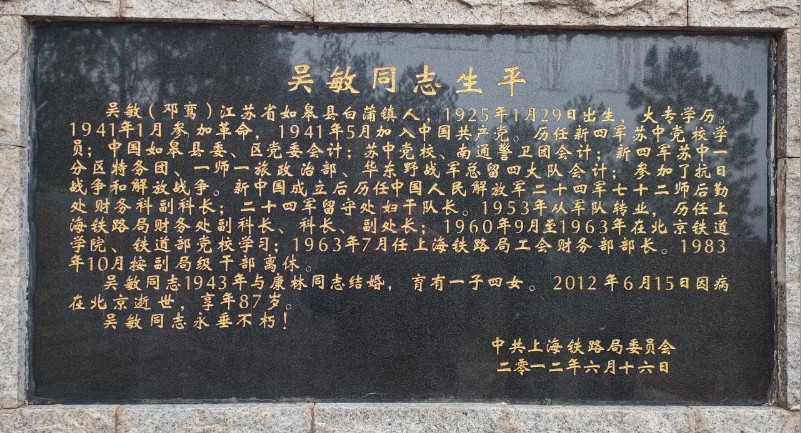 吴敏同志生平
吴敏(邓鸾)江苏省如皋县白蒲镇人，1925年1月29日出生，大专学历。
1941年1月参加革命，1941年5月加入中国共产党。历任新四军苏中党校学
员；中国如皋县委、区党委会计；苏中党校、南通警卫团会计；新四军苏中一
分区特务团、一师一旅政治部、华东野战军总留四大队会计；参加了抗日
战争和解放战争。新中国成立后历任中国人民解放军二十四军七十二师后勤
处财务科副科长；二十四军留守处妇干队长。1953年从军队转业，历任上
海铁路局财务处副科长、科长、副处长；1960年9月至1963年在北京铁道
学院、铁道部党校学习；1963年7月任上海铁路局工会财务部部长。1983
年10月按副局级干部离休。
吴敏同志1943年与康林同志结婚，育有一子四女。2012年6月15日因病
在北京逝世，享年87岁。
吴敏同志永垂不朽！
中共上海铁路局委员会
二零一二年六月十六日